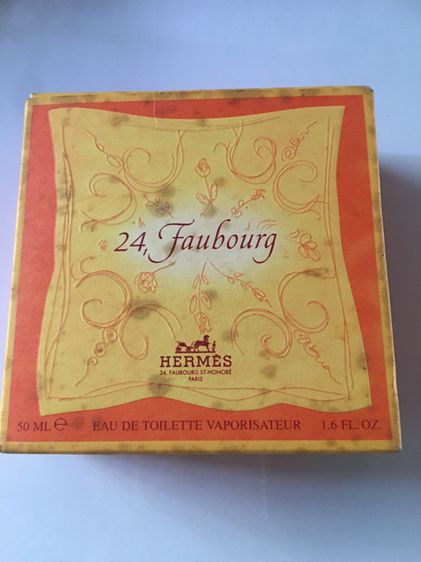 24, Faubourg
HERMÈS
24, FAUBOURG ST-HONORÉ
PARIS
50 ML ℮ EAU DE TOILETTE VAPORISATEUR 1.6 FL. OZ.